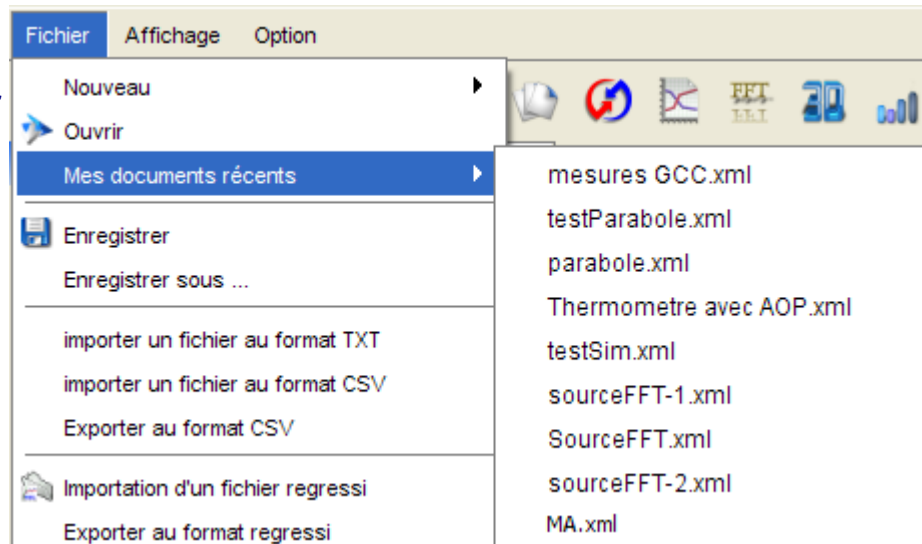 Fichier Affichage Option
Nouveau
Ouvrir
Mes documents récents
Enregistrer
Enregistrer sous ...
importer un fichier au format TXT
importer un fichier au format CSV
Exporter au format CSV
Importation d'un fichier regressi
Exporter au format regressi
FFT
2D
mesures GCC.xml
testParabole.xml
parabole.xml
Thermometre avec AOP.xml
testSim.xml
sourceFFT-1.xml
SourceFFT.xml
sourceFFT-2.xml
MA.xml